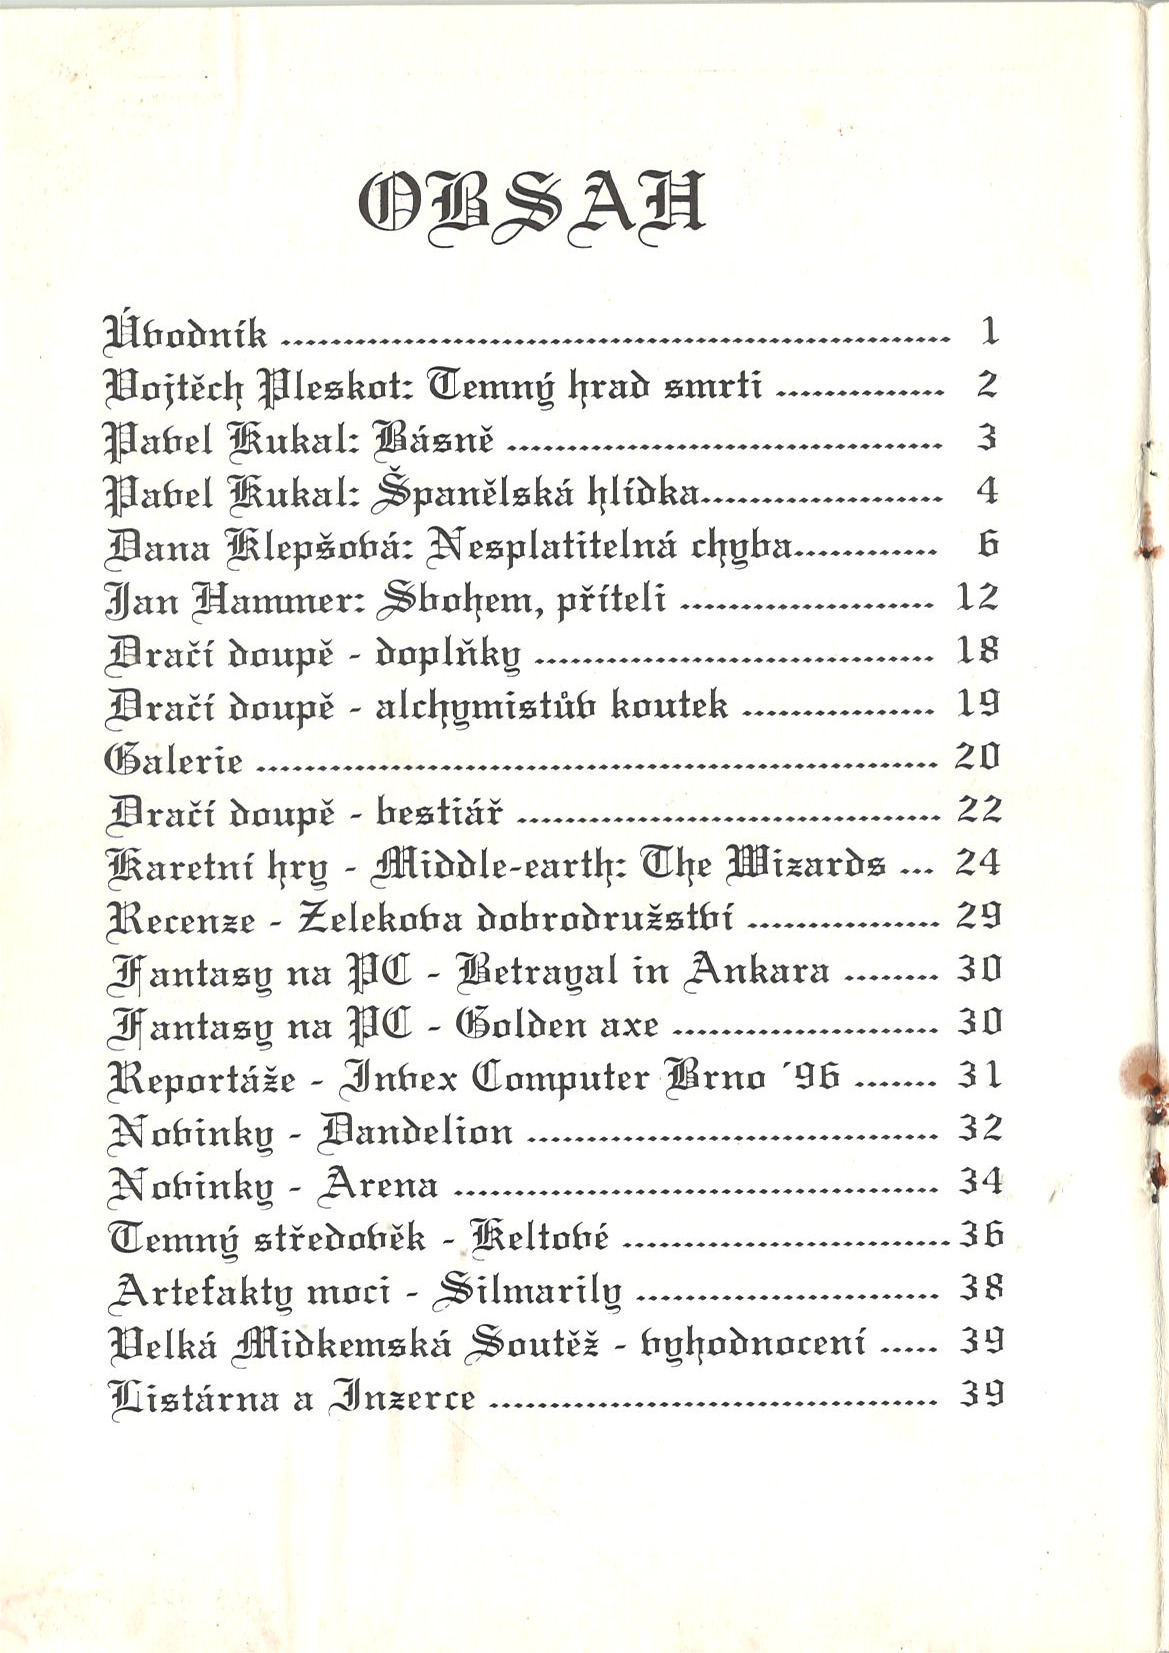 OBSAH
Úvodník ........................................................ 1
Vojtěch Pleskot: Temný hrad smrti .............. 2
Pavel Kukal: Básně .................................... 3
Pavel Kukal: Španělská hlídka.................... 4
Dana Klepšová: Nesplatitelná chyba............ 6
Jan Hammer: Sbohem, příteli ..................... 12
Dračí doupě - doplňky ................................. 18
Dračí doupě - alchymistův koutek ................ 19
Galerie ......................................................... 20
Dračí doupě - bestiář ................................... 22
Karetní hry - Middle-earth: The Wizards ... 24
Recenze - Zelekova dobrodružství ................ 29
Fantasy na PC - Betrayal in Ankara ........ 30
Fantasy na PC - Golden axe ...................... 30
Reportáže - Invex Computer Brno ´96 ....... 31
Novinky - Dandelion .................................. 32
Novinky - Arena ........................................ 34
Temný středověk - Keltové ........................... 36
Artefakty moci - Silmarily ......................... 38
Velká Midkemská Soutěž - vyhodnocení ..... 39
Listárna a Inzerce ..................................... 39